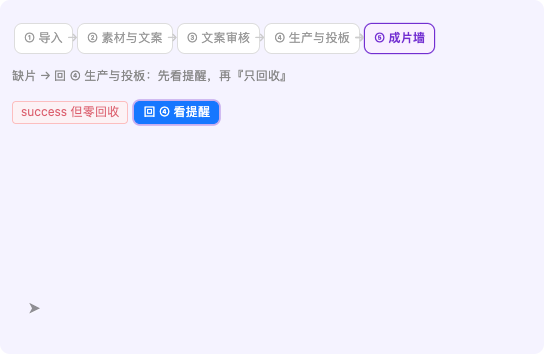 ① 导入 → ② 素材与文案 → ③ 文案审核 → ④ 生产与投板 → ⑤ 成片墙
缺片 → 回 ④ 生产与投板：先看提醒，再『只回收』
success 但零回收 回 ④ 看提醒